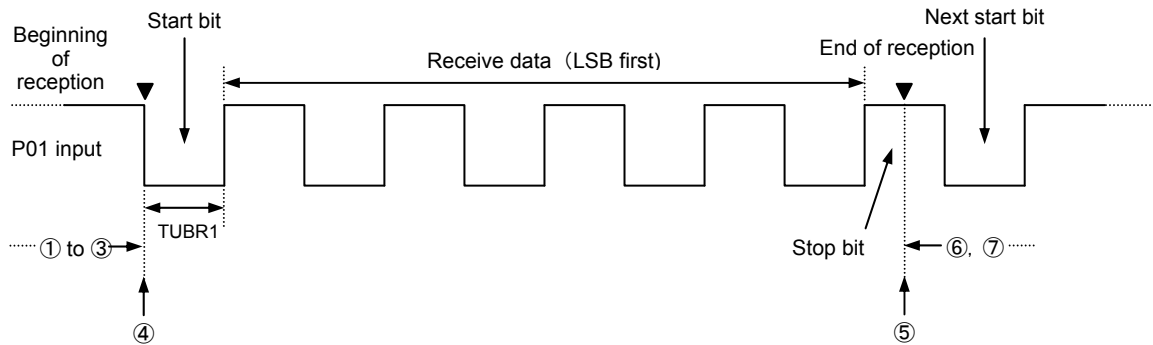 Start bit
Next start bit
Beginning
of
reception
End of reception
Receive data（LSB first)
P01 input
TUBR1
① to ③
Stop bit
⑥, ⑦
④
⑤